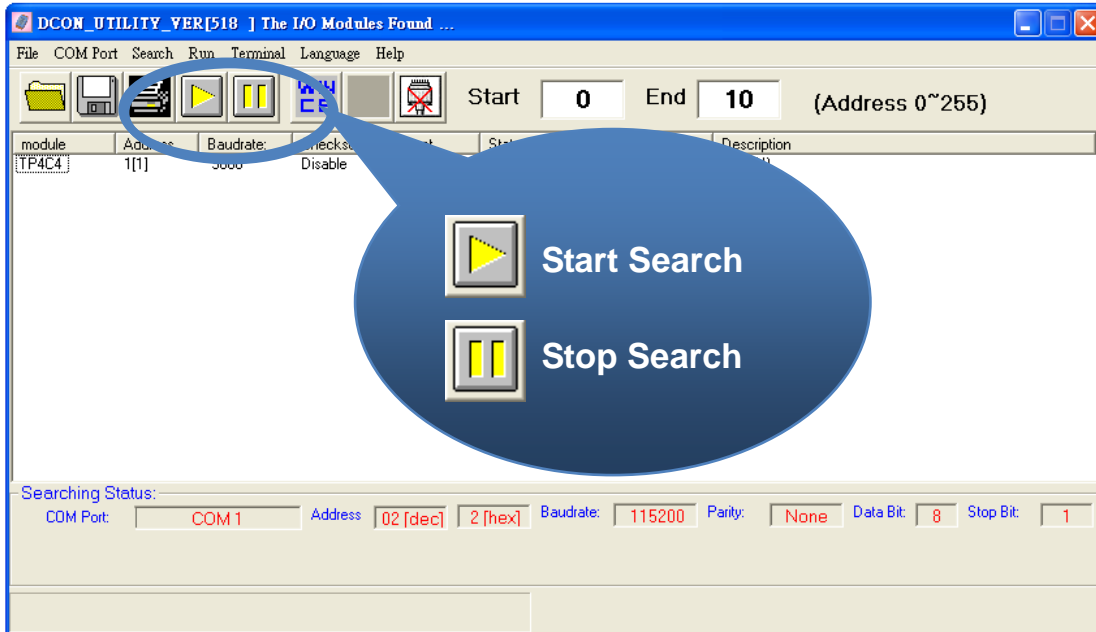 DCON_UTILITY_VER[518 ] The I/O Modules Found ...
File COM Port Search Run Terminal Language Help
Start 0 End 10 (Address 0~255)
module Baudrate: Description
TP4C4 1[1] Disable
Start Search
Stop Search
Searching Status:
COM Port: COM 1 Address 02 [dec] 2 [hex] Baudrate: 115200 Parity: None Data Bit: 8 Stop Bit: 1